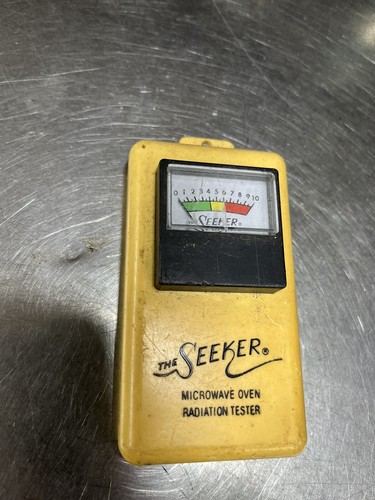 0 1 2 3 4 5 6 7 8 9 10
SEEKER®
THE SEEKER®
MICROWAVE OVEN
RADIATION TESTER